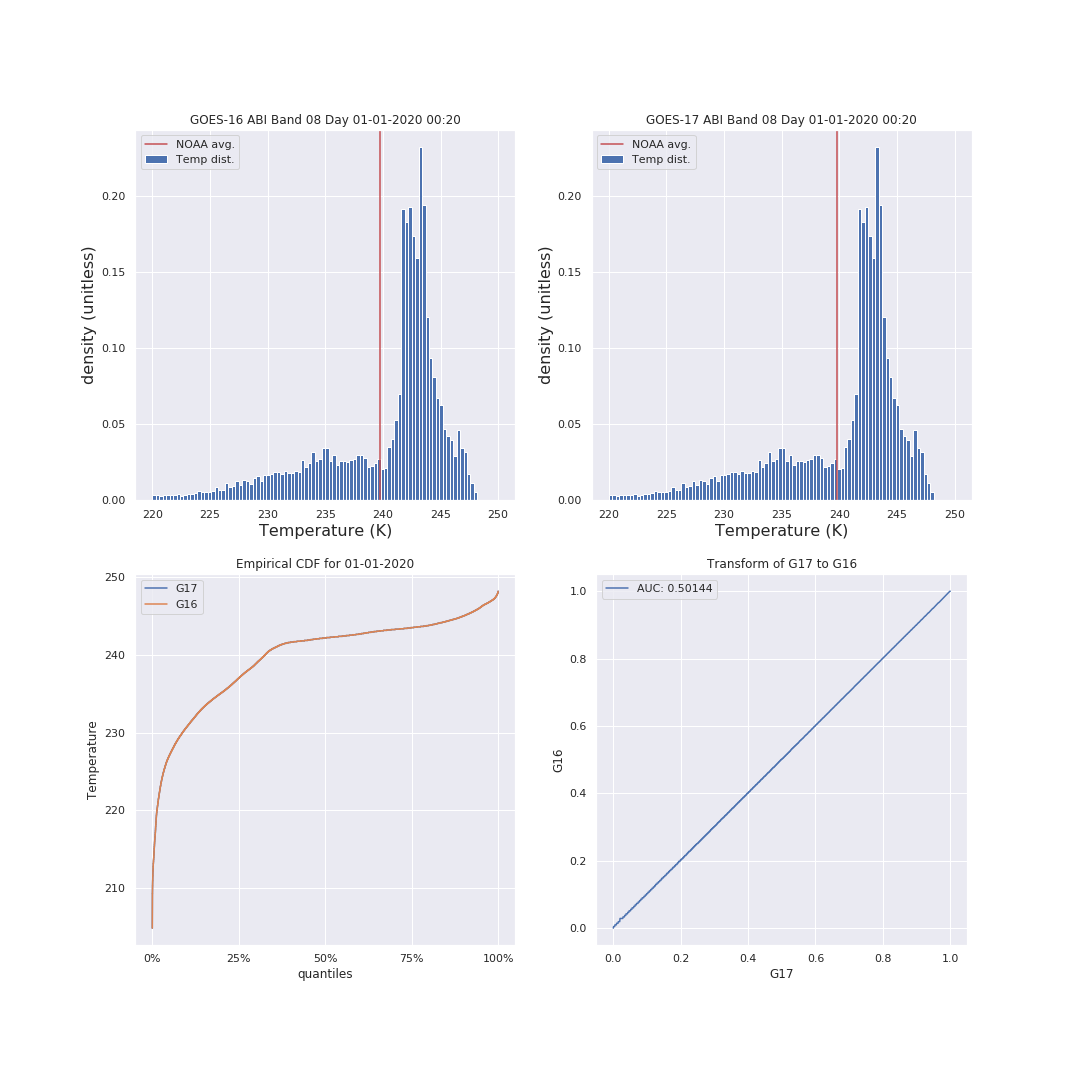 GOES-16 ABI Band 08 Day 01-01-2020 00:20
NOAA avg.
Temp dist.
density (unitless)
0.20
0.15
0.10
0.05
0.00
220 225 230 235 240 245 250
Temperature (K)
GOES-17 ABI Band 08 Day 01-01-2020 00:20
NOAA avg.
Temp dist.
density (unitless)
0.20
0.15
0.10
0.05
0.00
220 225 230 235 240 245 250
Temperature (K)
Empirical CDF for 01-01-2020
G17
G16
Temperature
250
240
230
220
210
0% 25% 50% 75% 100%
quantiles
Transform of G17 to G16
AUC: 0.50144
G16
1.0
0.8
0.6
0.4
0.2
0.0
0.0 0.2 0.4 0.6 0.8 1.0
G17